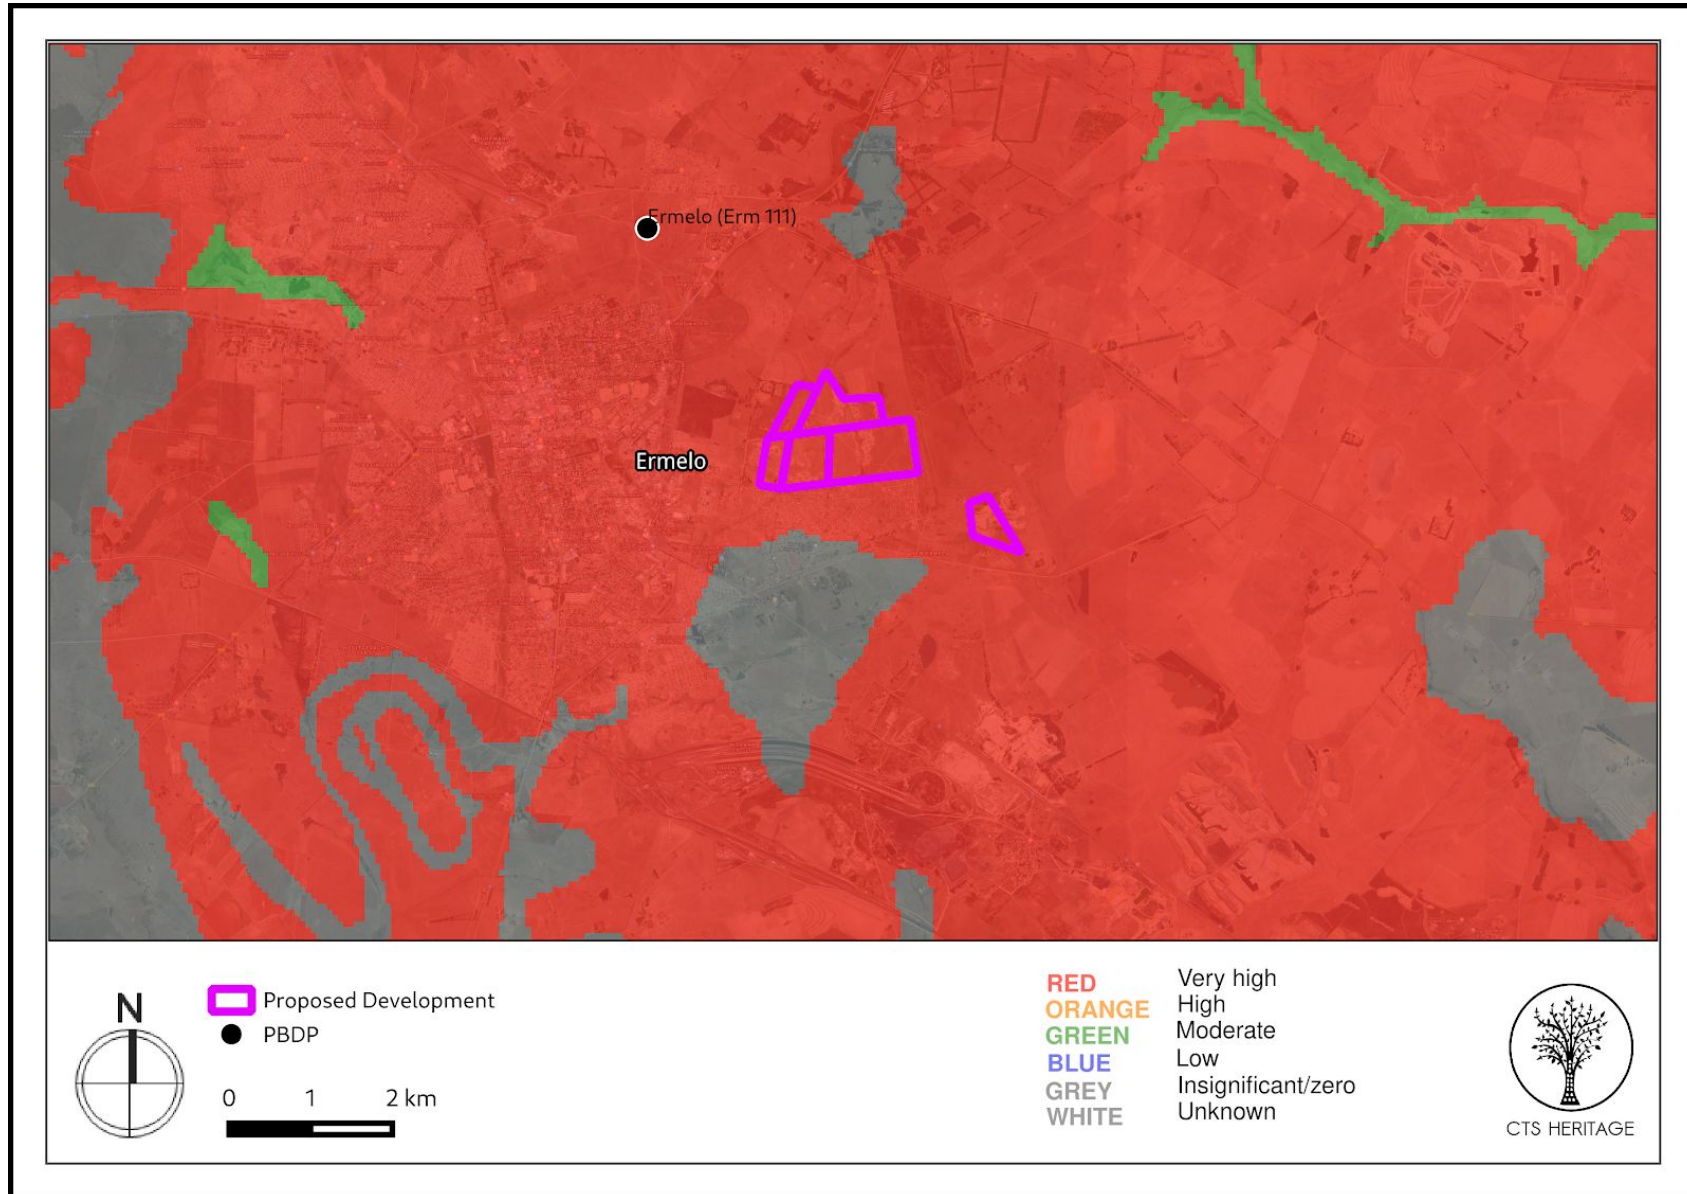 Ermelo (Erm 111)
Ermelo
N
Proposed Development
PBDP
0 1 2 km
RED Very high
ORANGE High
GREEN Moderate
BLUE Low
GREY Insignificant/zero
WHITE Unknown
CTS HERITAGE